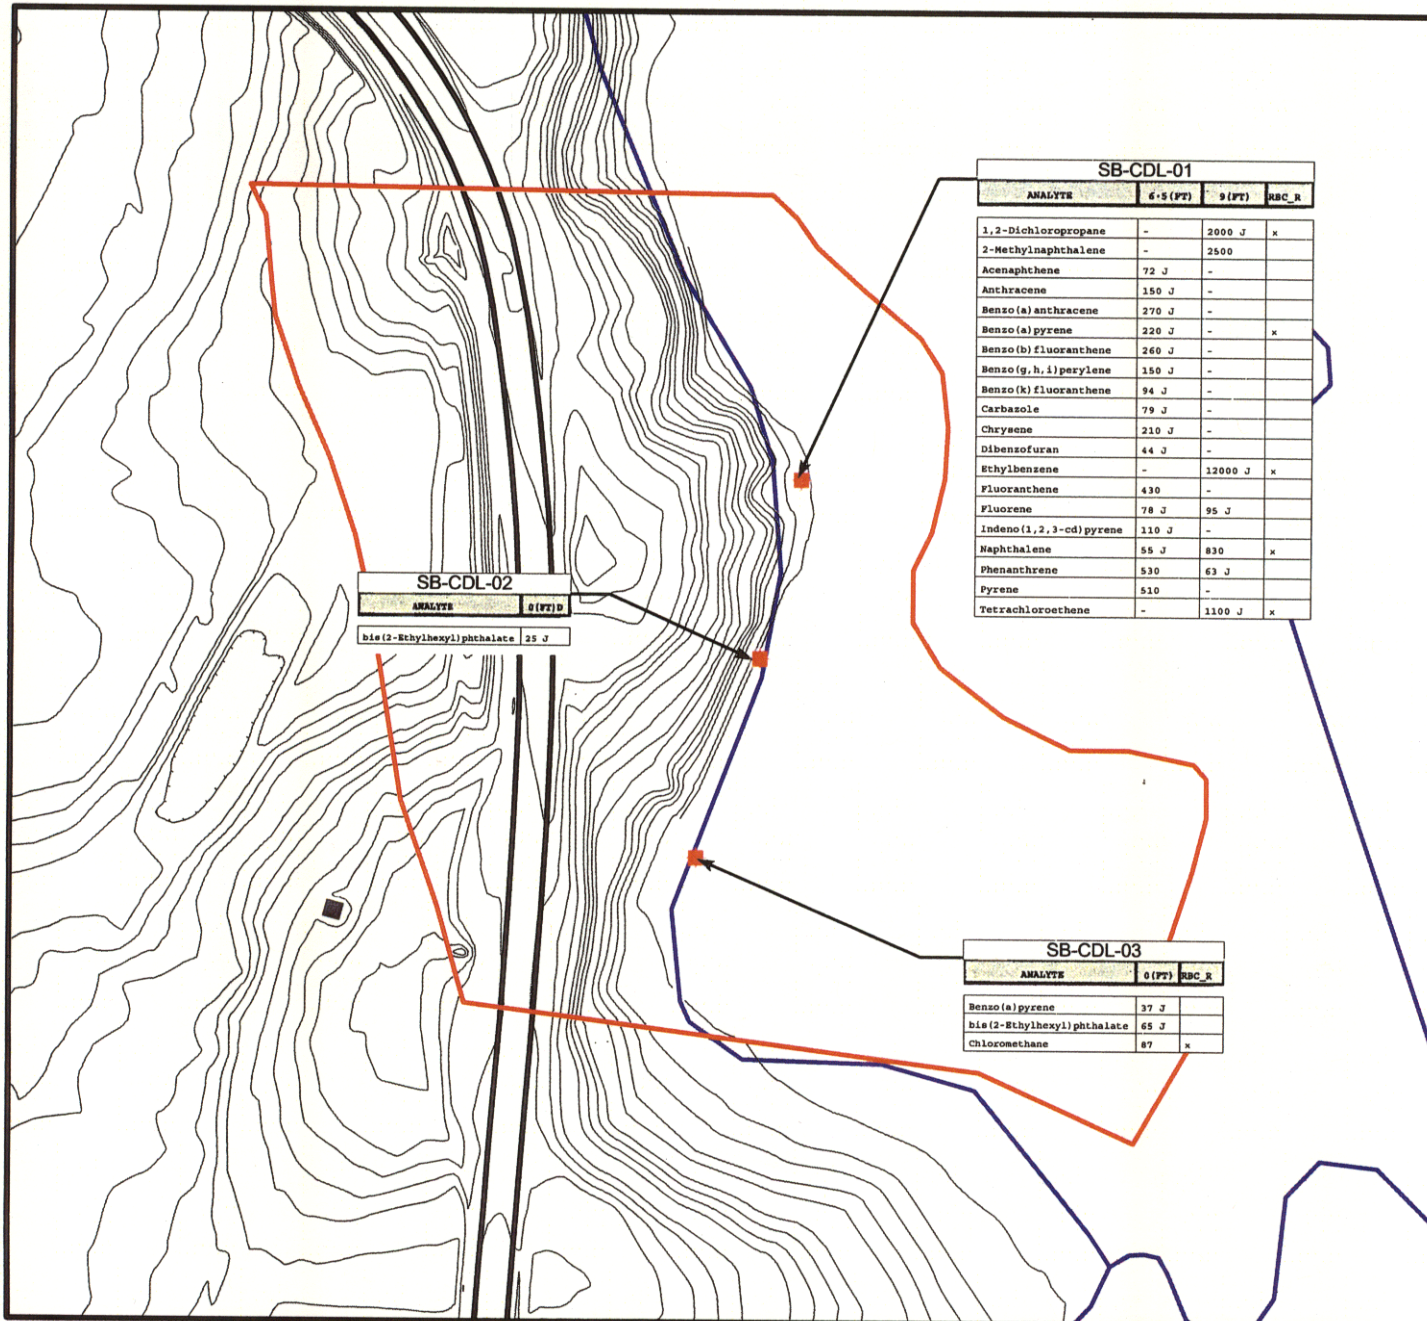 SB-CDL-01
ANALYTE 6.5(FT) 9(FT) RBC_R
1,2-Dichloropropane - 2000 J x
2-Methylnaphthalene - 2500
Acenaphthene 72 J -
Anthracene 150 J -
Benzo(a)anthracene 270 J -
Benzo(a)pyrene 220 J - x
Benzo(b)fluoranthene 260 J -
Benzo(g,h,i)perylene 150 J -
Benzo(k)fluoranthene 94 J -
Carbazole 79 J -
Chrysene 210 J -
Dibenzofuran 44 J -
Ethylbenzene - 12000 J x
Fluoranthene 430 -
Fluorene 78 J 95 J
Indeno(1,2,3-cd)pyrene 110 J -
Naphthalene 55 J 830 x
Phenanthrene 530 63 J
Pyrene 510 -
Tetrachloroethene - 1100 J x
SB-CDL-02
ANALYTE 0(FT)D
bis(2-Ethylhexyl)phthalate 25 J
SB-CDL-03
ANALYTE 0(FT) RBC_R
Benzo(a)pyrene 37 J
bis(2-Ethylhexyl)phthalate 65 J
Chloromethane 87 x